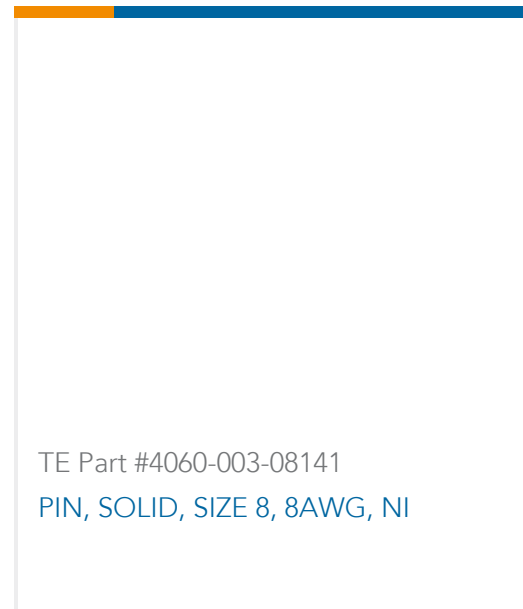 TE Part #4060-003-08141
PIN, SOLID, SIZE 8, 8AWG, NI